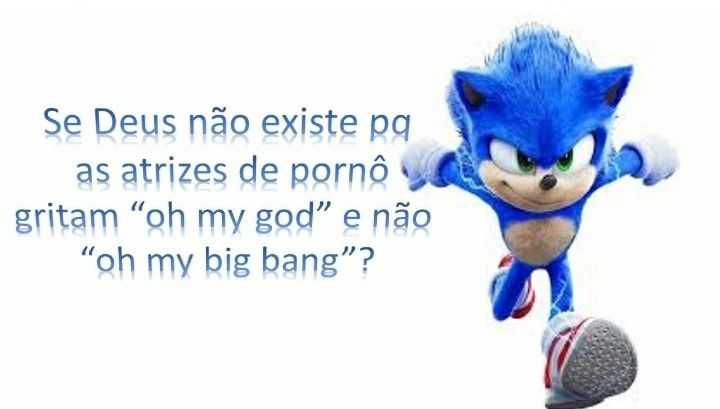 Se Deus não existe pq
as atrizes de pornô
gritam “oh my god” e não
“oh my big bang”?